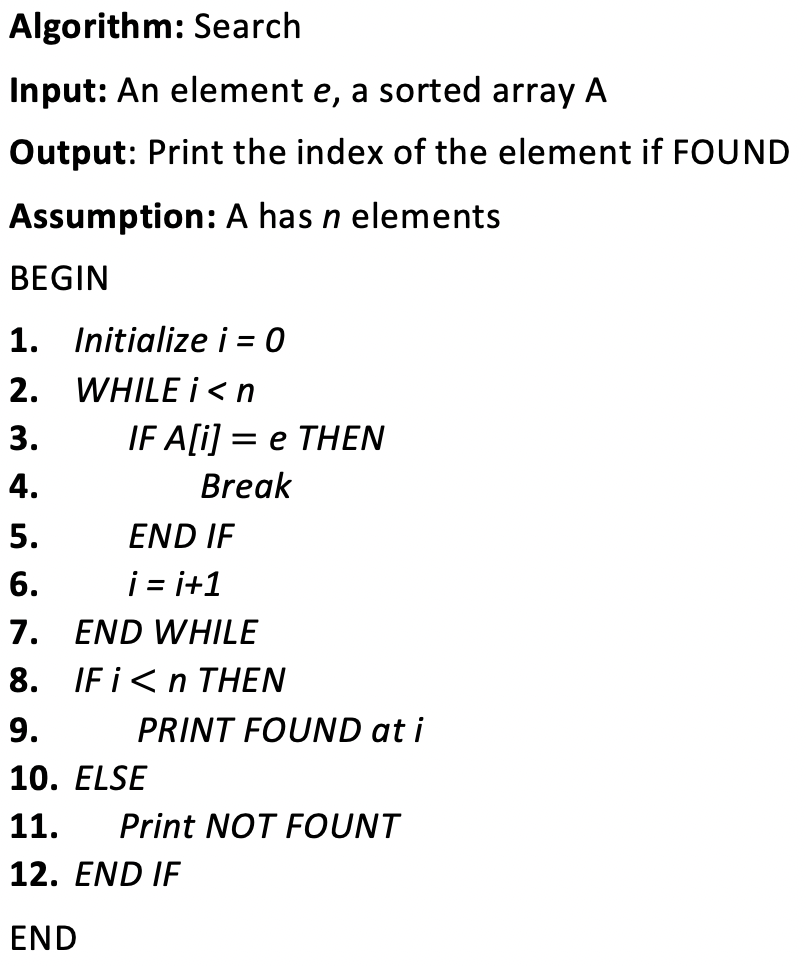 Algorithm: Search
Input: An element e, a sorted array A
Output: Print the index of the element if FOUND
Assumption: A has n elements
BEGIN
1. Initialize i = 0
2. WHILE i < n
3. IF A[i] = e THEN
4. Break
5. END IF
6. i = i+1
7. END WHILE
8. IF i < n THEN
9. PRINT FOUND at i
10. ELSE
11. Print NOT FOUNT
12. END IF
END